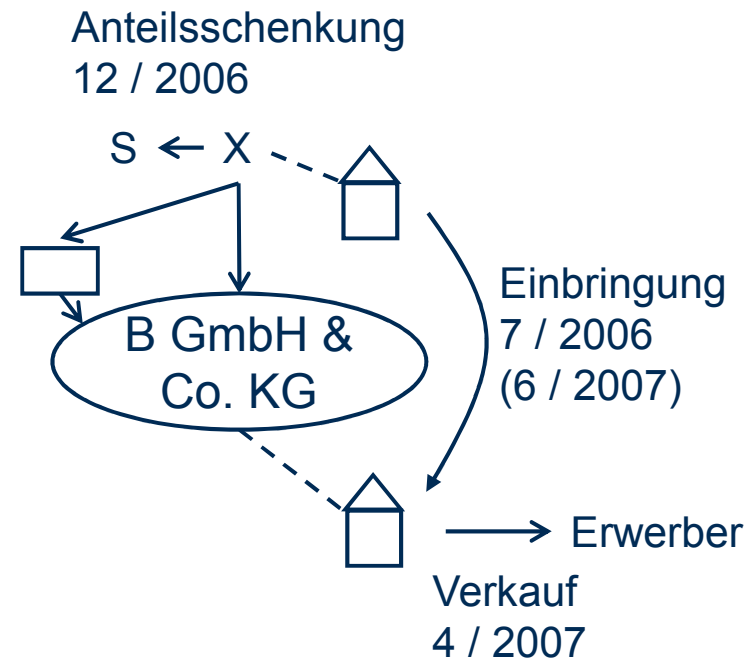 Anteilsschenkung
12 / 2006
S ← X
Einbringung
7 / 2006
(6 / 2007)
B GmbH &
Co. KG
Erwerber
Verkauf
4 / 2007